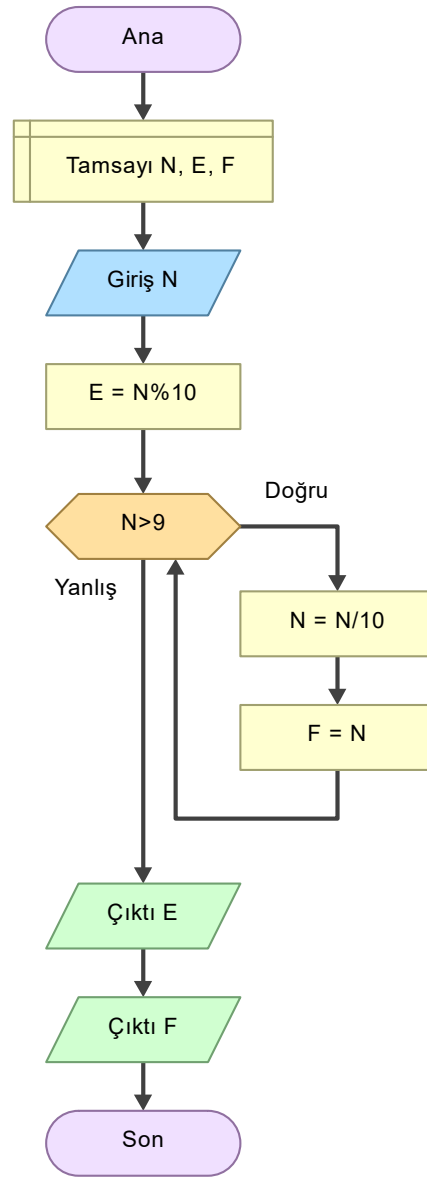 Ana
Tamsayı N, E, F
Giriş N
E = N%10
N>9
Doğru
Yanlış
N = N/10
F = N
Çıktı E
Çıktı F
Son